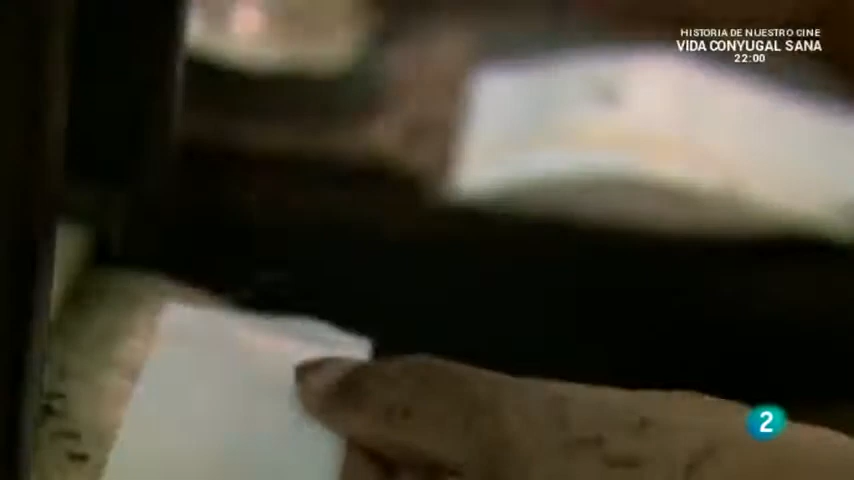 HISTORIA DE NUESTRO CINE
VIDA CONYUGAL SANA
22:00
2